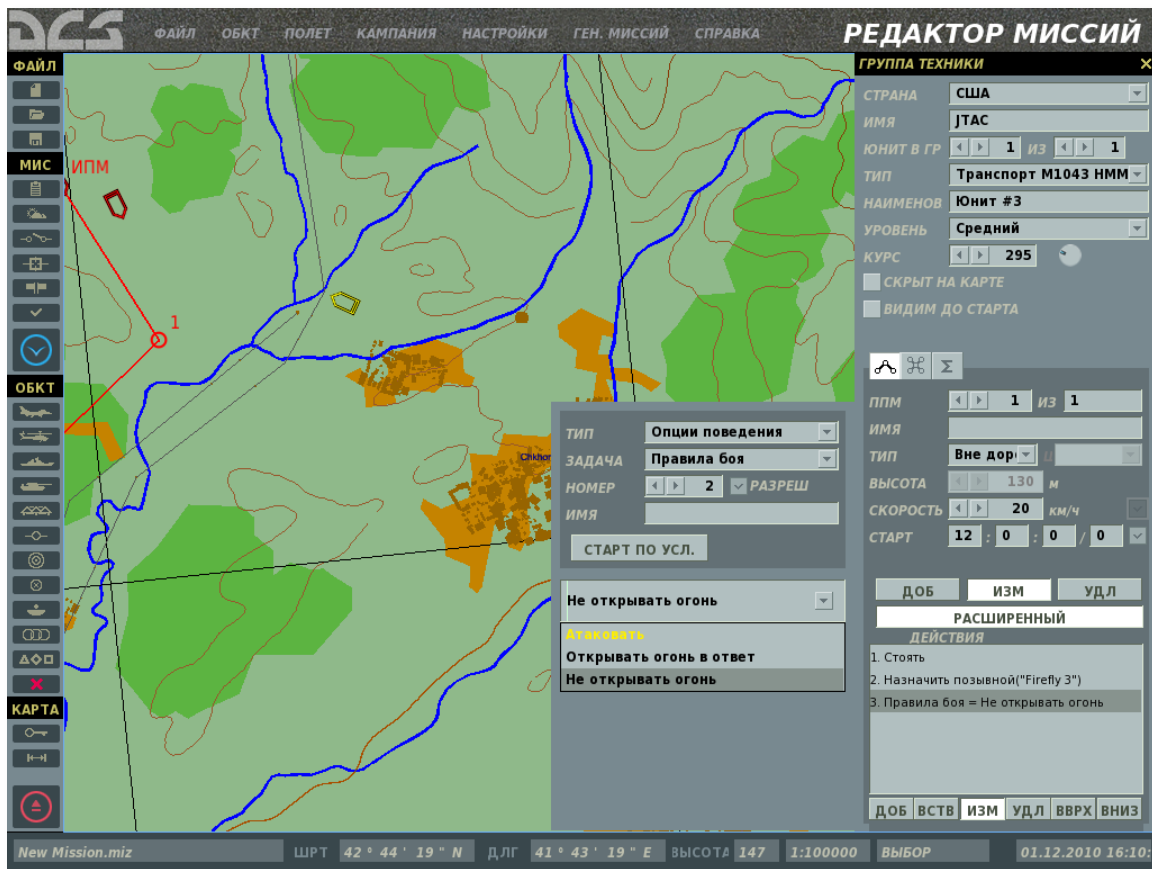 DCS
ФАЙЛ ОБКТ ПОЛЕТ КАМПАНИЯ НАСТРОЙКИ ГЕН. МИССИЙ СПРАВКА
РЕДАКТОР МИССИЙ
ФАЙЛ
МИС
ОБКТ
КАРТА
ИПМ
1
Chkhor
ТИП Опции поведения
ЗАДАЧА Правила боя
НОМЕР 2 РАЗРЕШ
ИМЯ
СТАРТ ПО УСЛ.
Не открывать огонь
Атаковать
Открывать огонь в ответ
Не открывать огонь
ГРУППА ТЕХНИКИ
СТРАНА США
ИМЯ JTAC
ЮНИТ В ГР 1 ИЗ 1
ТИП Транспорт M1043 HMM
НАИМЕНОВ Юнит #3
УРОВЕНЬ Средний
КУРС 295
СКРЫТ НА КАРТЕ
ВИДИМ ДО СТАРТА
Σ
ППМ 1 ИЗ 1
ИМЯ
ТИП Вне доро
ВЫСОТА 130 м
СКОРОСТЬ 20 км/ч
СТАРТ 12 : 0 : 0 / 0
ДОБ ИЗМ УДЛ
РАСШИРЕННЫЙ
ДЕЙСТВИЯ
1. Стоять
2. Назначить позывной("Firefly 3")
3. Правила боя = Не открывать огонь
ДОБ ВСТВ ИЗМ УДЛ ВВРХ ВНИЗ
New Mission.miz ШРТ 42 ° 44 ' 19 " N ДЛГ 41 ° 43 ' 19 " E ВЫСОТА 147 1:100000 ВЫБОР 01.12.2010 16:10: